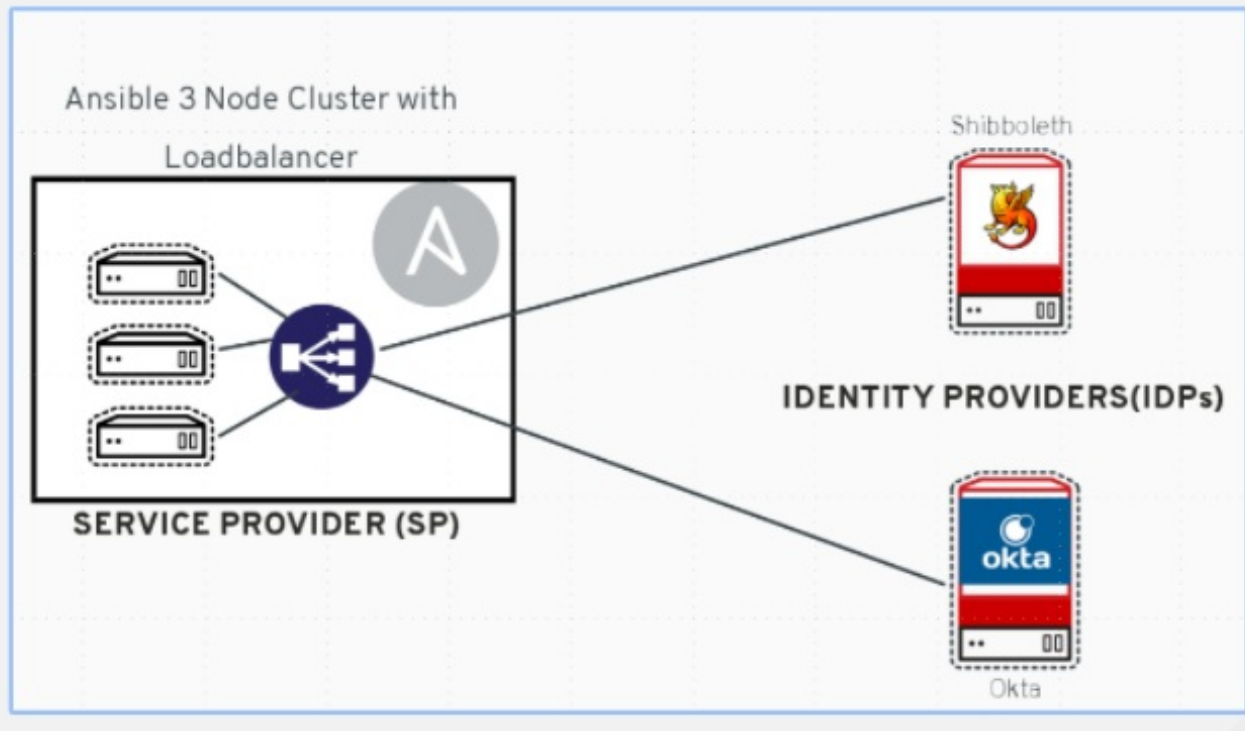 Ansible 3 Node Cluster with
Loadbalancer
SERVICE PROVIDER (SP)
Shibboleth
IDENTITY PROVIDERS(IDPs)
okta
Okta